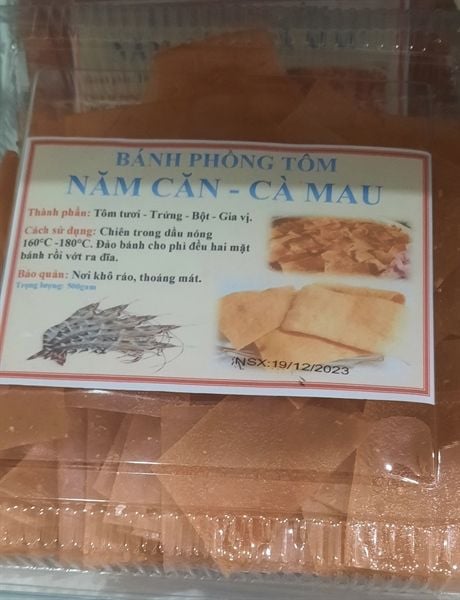 BÁNH PHỒNG TÔM
NĂM CĂN - CÀ MAU
Thành phần: Tôm tươi - Trứng - Bột - Gia vị.
Cách sử dụng: Chiên trong dầu nóng
160°C -180°C. Đảo bánh cho phi đều hai mặt
bánh rồi vớt ra dĩa.
Bảo quản: Nơi khô ráo, thoáng mát.
Trọng lượng: 500gam
NSX:19/12/2023